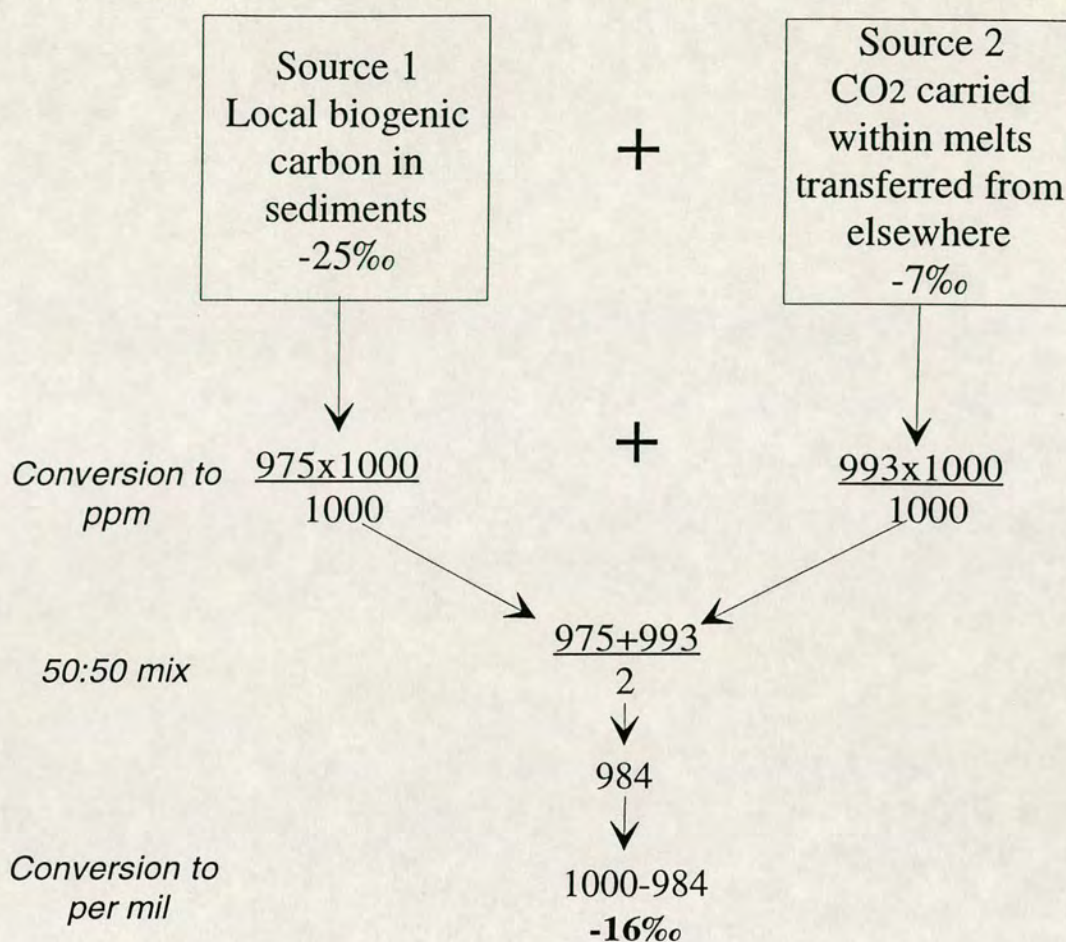 Source 1
Local biogenic
carbon in
sediments
-25‰
+
Source 2
CO2 carried
within melts
transferred from
elsewhere
-7‰
Conversion to
ppm
975x1000
1000
+
993x1000
1000
50:50 mix
975+993
2
984
Conversion to
per mil
1000-984
-16‰